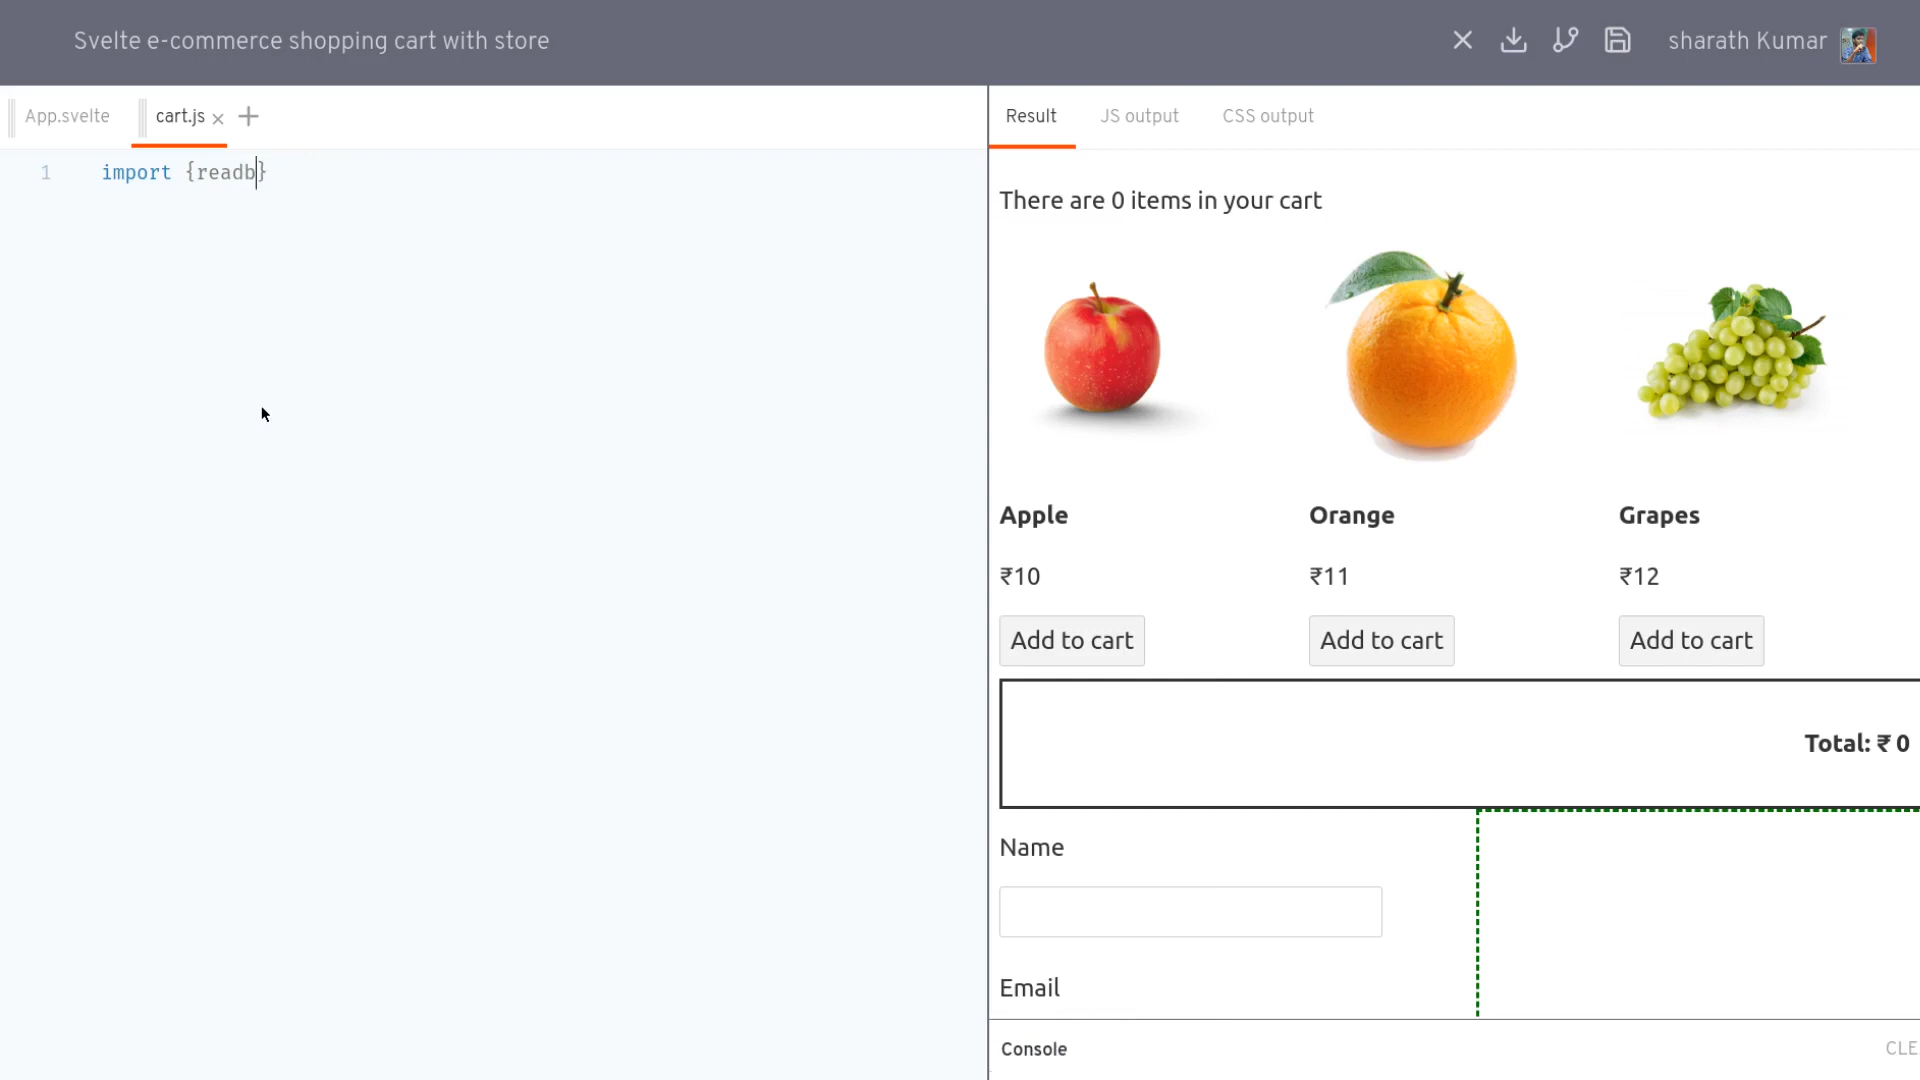 Svelte e-commerce shopping cart with store
sharath Kumar
App.svelte
cart.js
Result
JS output
CSS output
1
import {readb}
There are 0 items in your cart
Apple
Orange
Grapes
₹10
₹11
₹12
Add to cart
Add to cart
Add to cart
Total: ₹ 0
Name
Email
Console
CLE